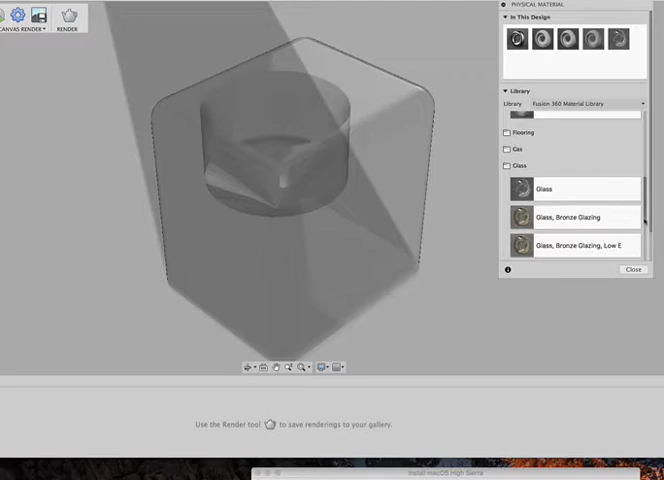 PHYSICAL MATERIAL
In This Design
CANVAS RENDER
RENDER
Library
Library Fusion 360 Material Library
Flooring
Gas
Glass
Glass
Glass, Bronze Glazing
Glass, Bronze Glazing, Low E
Close
Use the Render tool to save renderings to your gallery.
Install macOS High Sierra